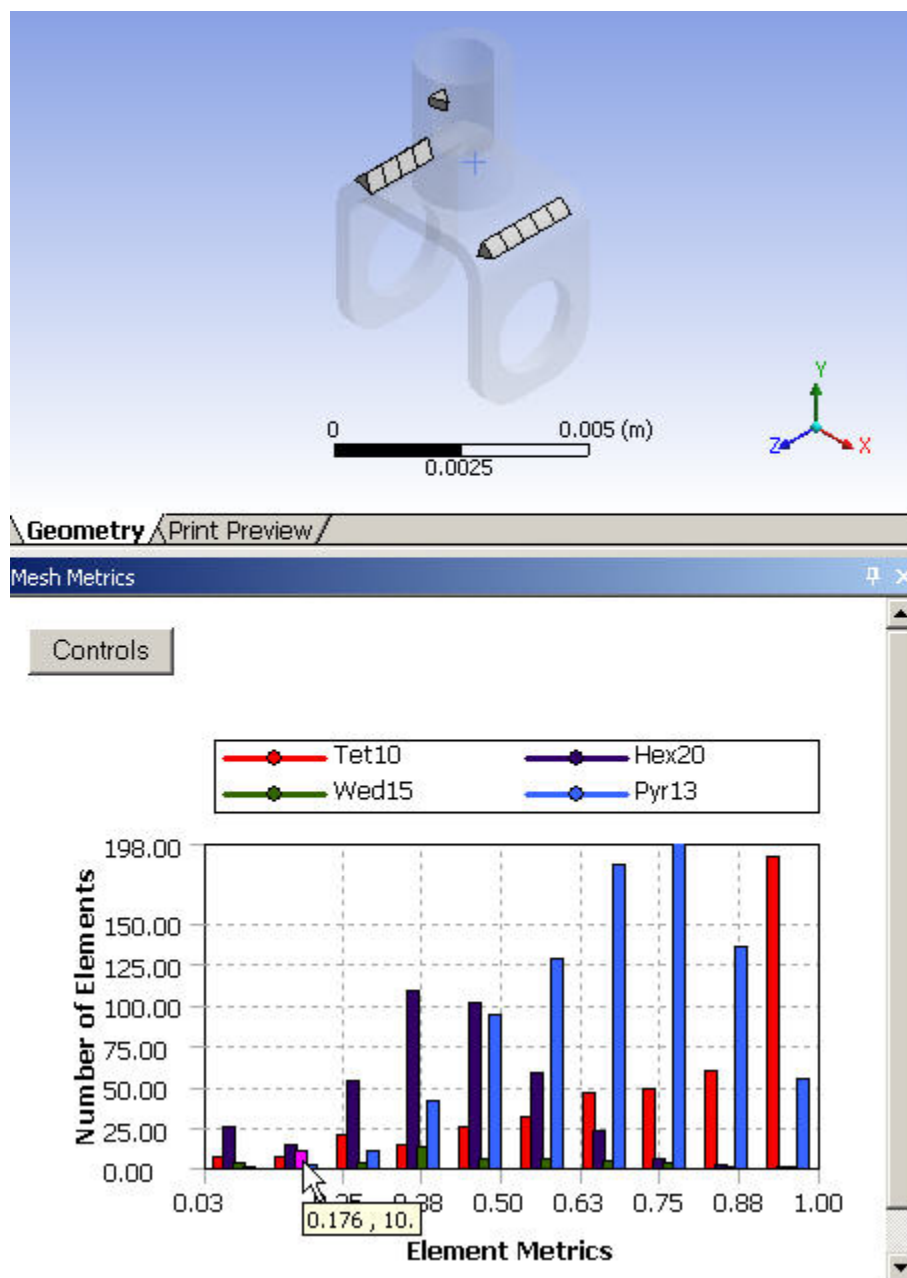 Y
0 0.005 (m)
Z X
0.0025
Geometry Print Preview
Mesh Metrics
Controls
Tet10 Hex20
Wed15 Pyr13
198.00
150.00
125.00
100.00
75.00
50.00
25.00
0.00
Number of Elements
0.03 0.50 0.63 0.75 0.88 1.00
0.176 , 10.
Element Metrics